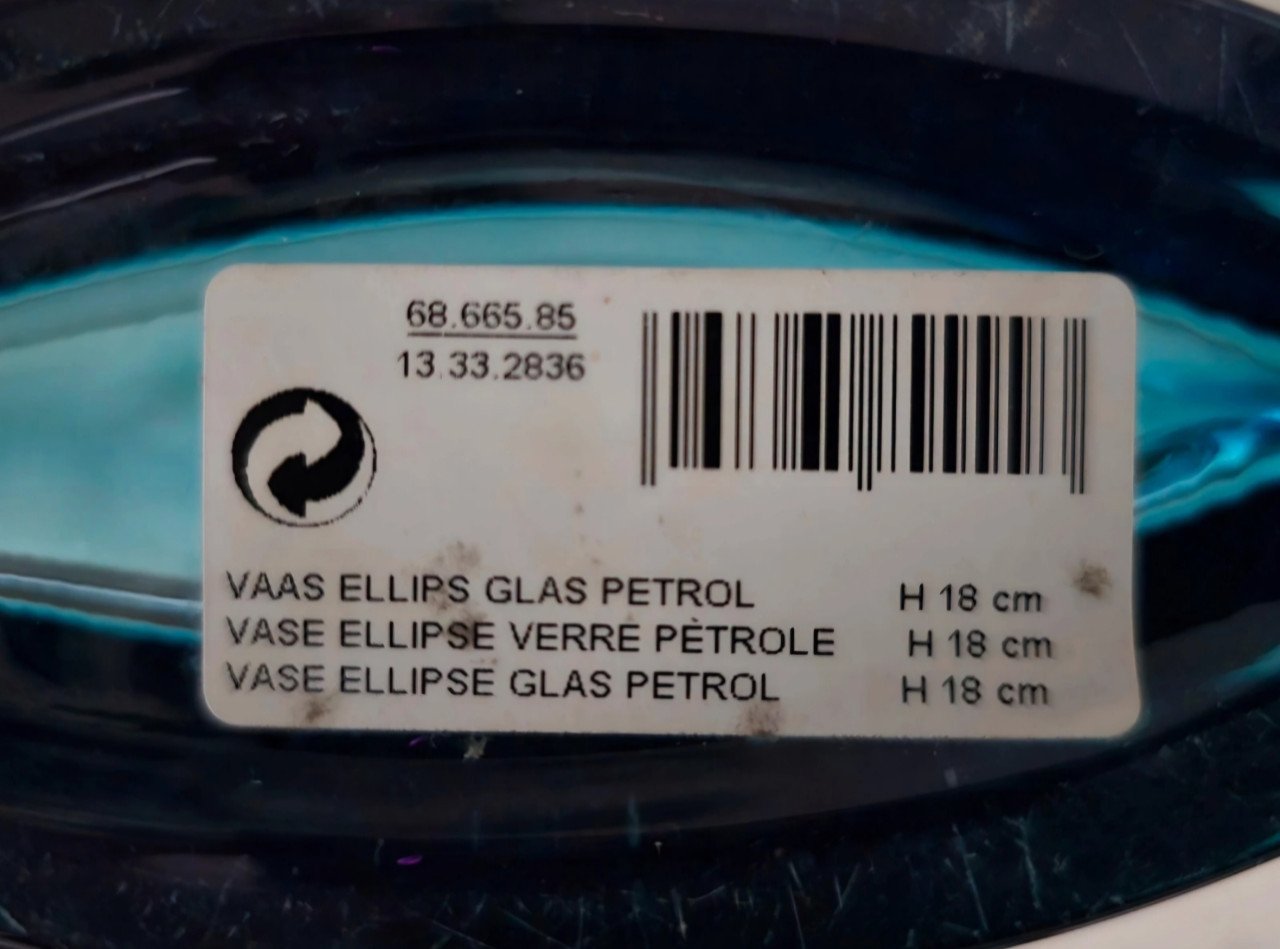 68.665.85
13.33.2836
VAAS ELLIPS GLAS PETROL H 18 cm
VASE ELLIPSE VERRE PÈTROLE H 18 cm
VASE ELLIPSE GLAS PETROL H 18 cm